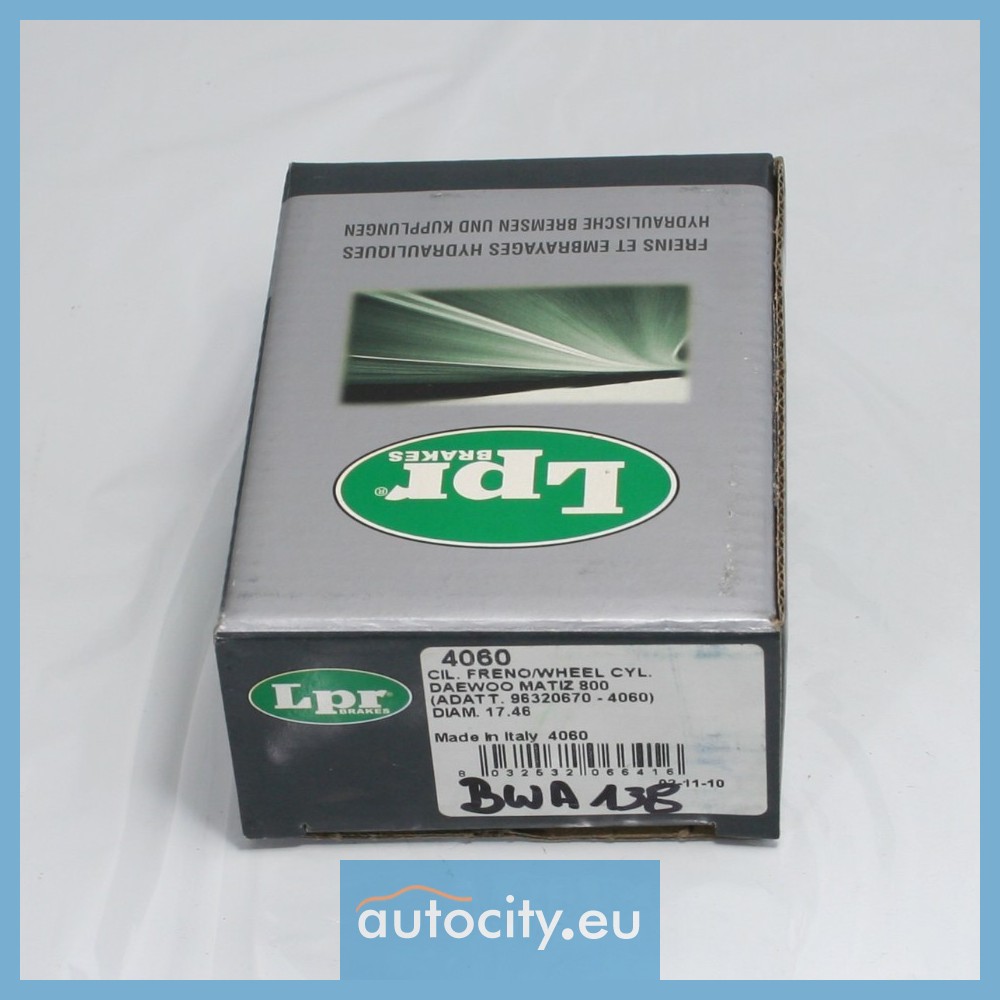 HYDRAULISCHE BREMSEN UND KUPPLUNGEN
FREINS ET EMBRAYAGES HYDRAULIQUES
Lpr®
BRAKES
Lpr®
BRAKES
4060
CIL. FRENO/WHEEL CYL.
DAEWOO MATIZ 800
(ADATT. 96320670 - 4060)
DIAM. 17.46
Made in Italy 4060
8 032532 066416
02-11-10
BWA 138
autocity.eu